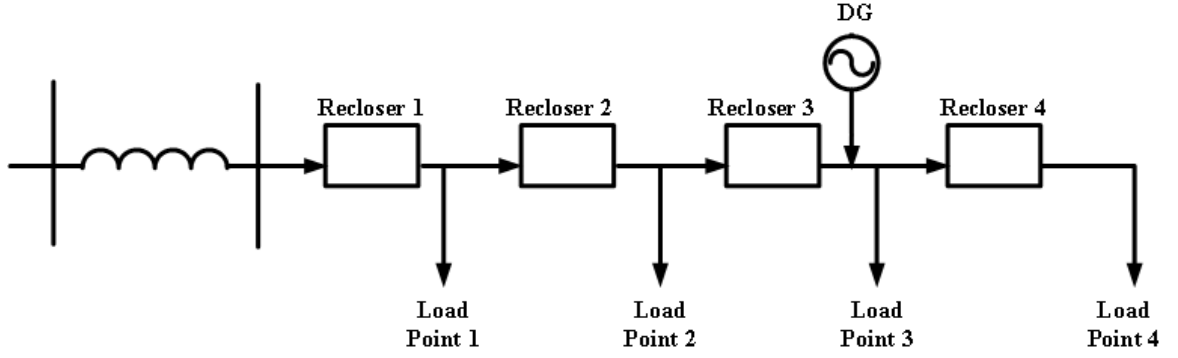 DG
Recloser 1
Recloser 2
Recloser 3
Recloser 4
Load
Point 1
Load
Point 2
Load
Point 3
Load
Point 4